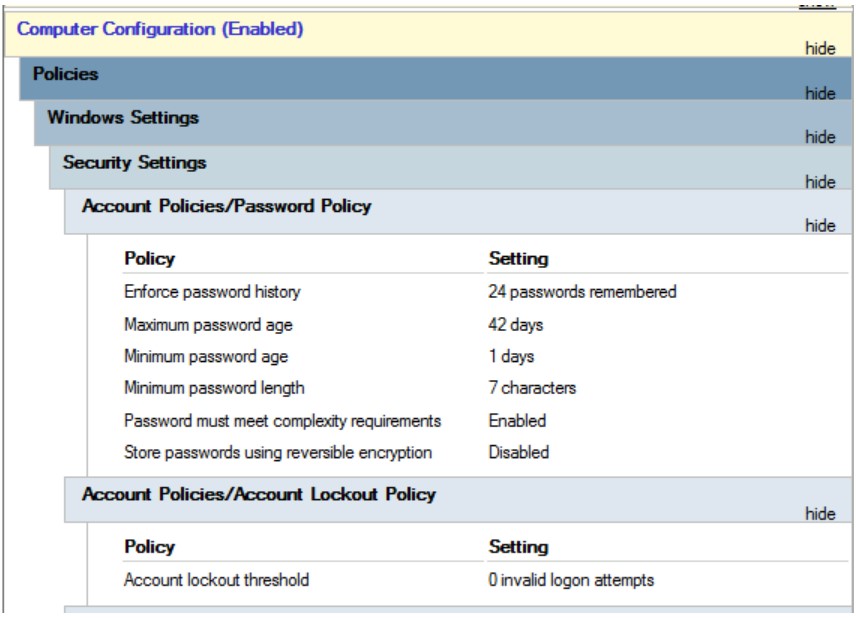 Computer Configuration (Enabled)
hide
Policies
hide
Windows Settings
hide
Security Settings
hide
Account Policies/Password Policy
hide
Policy Setting
Enforce password history 24 passwords remembered
Maximum password age 42 days
Minimum password age 1 days
Minimum password length 7 characters
Password must meet complexity requirements Enabled
Store passwords using reversible encryption Disabled
Account Policies/Account Lockout Policy
hide
Policy Setting
Account lockout threshold 0 invalid logon attempts